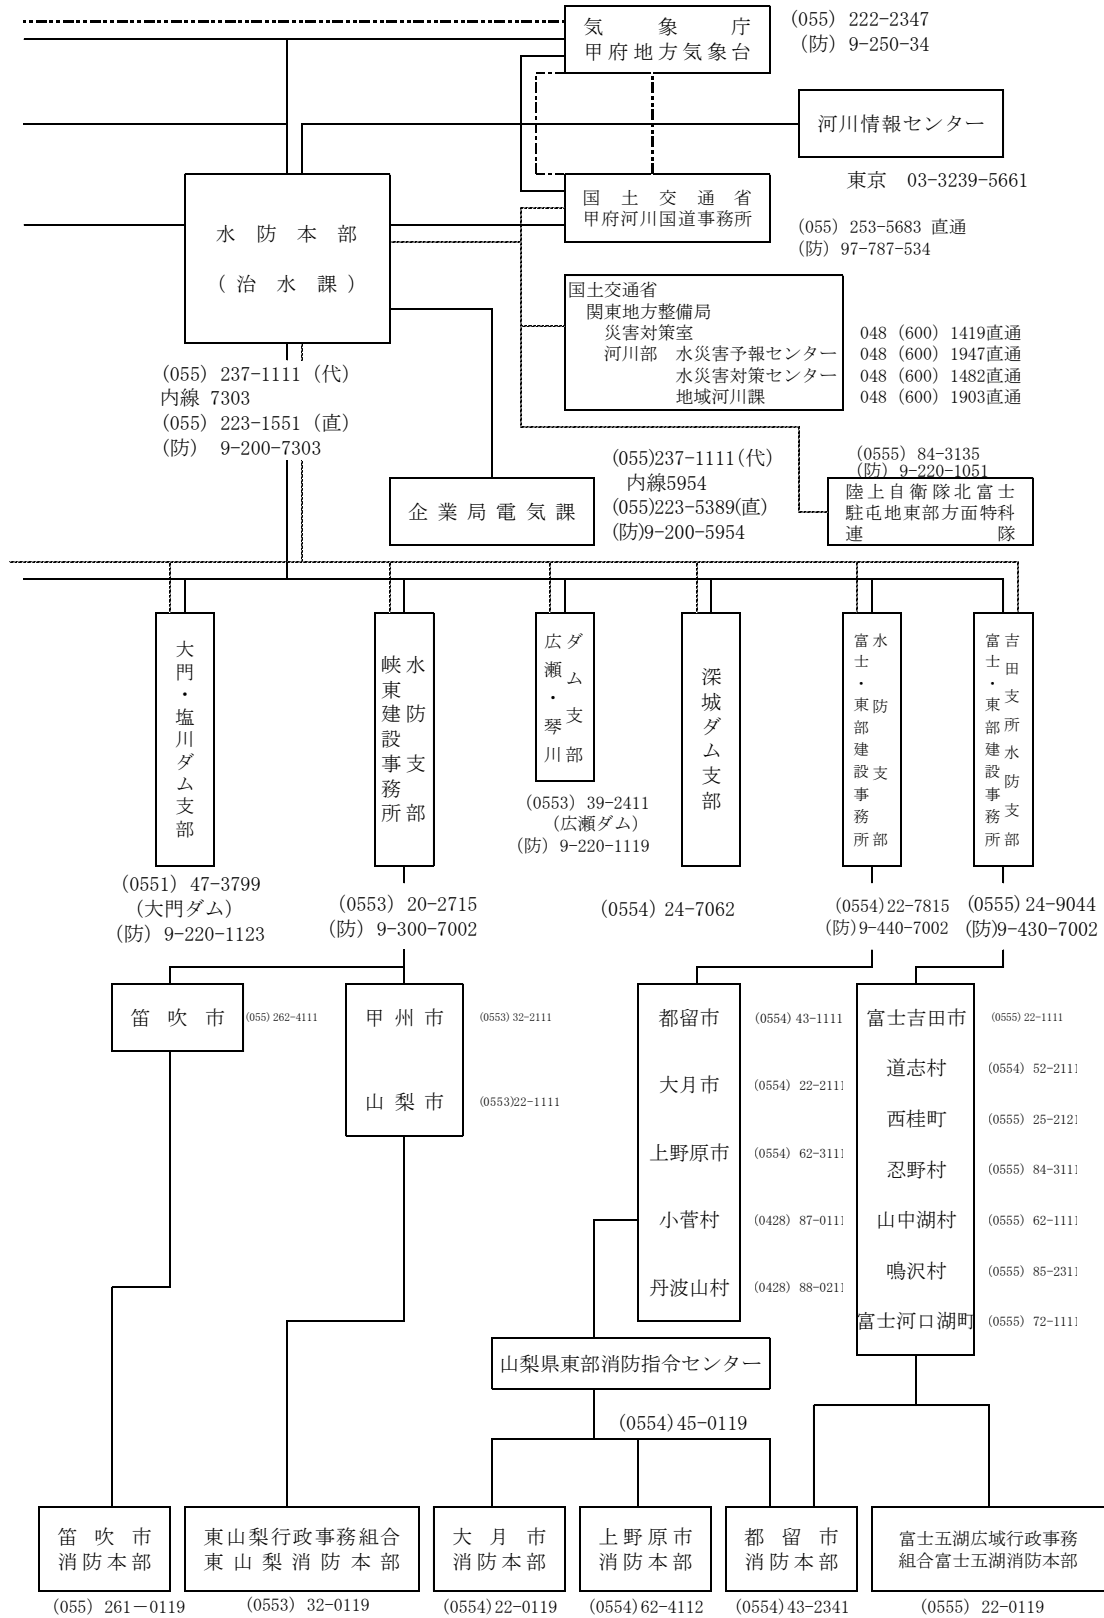 気象庁
甲府地方気象台
(055) 222-2347
(防) 9-250-34
河川情報センター
東京 03-3239-5661
国土交通省
甲府河川国道事務所
(055) 253-5683 直通
(防) 97-787-534
水防本部
(治水課)
(055) 237-1111 (代)
内線 7303
(055) 223-1551 (直)
(防) 9-200-7303
国土交通省
関東地方整備局
災害対策室 048 (600) 1419直通
河川部 水災害予報センター 048 (600) 1947直通
水災害対策センター 048 (600) 1482直通
地域河川課 048 (600) 1903直通
企業局電気課
(055)237-1111(代)
内線5954
(055)223-5389(直)
(防)9-200-5954
(0555) 84-3135
(防) 9-220-1051
陸上自衛隊北富士
駐屯地東部方面特科
連隊
大門・塩川ダム支部
(0551) 47-3799
(大門ダム)
(防) 9-220-1123
峡東建設事務所
水防支部
(0553) 20-2715
(防) 9-300-7002
広瀬・琴川
ダム支部
(0553) 39-2411
(広瀬ダム)
(防) 9-220-1119
深城ダム支部
(0554) 24-7062
富士・東部建設事務所
水防支部
(0554)22-7815
(防)9-440-7002
富士・東部建設事務所
吉田支所水防支部
(0555) 24-9044
(防)9-430-7002
笛吹市 (055) 262-4111
甲州市 (0553) 32-2111
山梨市 (0553)22-1111
都留市 (0554) 43-1111
大月市 (0554) 22-2111
上野原市 (0554) 62-3111
小菅村 (0428) 87-0111
丹波山村 (0428) 88-0211
富士吉田市 (0555) 22-1111
道志村 (0554) 52-2111
西桂町 (0555) 25-2121
忍野村 (0555) 84-3111
山中湖村 (0555) 62-1111
鳴沢村 (0555) 85-2311
富士河口湖町 (0555) 72-1111
山梨県東部消防指令センター
(0554)45-0119
笛吹市
消防本部
(055) 261-0119
東山梨行政事務組合
東山梨消防本部
(0553) 32-0119
大月市
消防本部
(0554)22-0119
上野原市
消防本部
(0554)62-4112
都留市
消防本部
(0554)43-2341
富士五湖広域行政事務
組合富士五湖消防本部
(0555) 22-0119